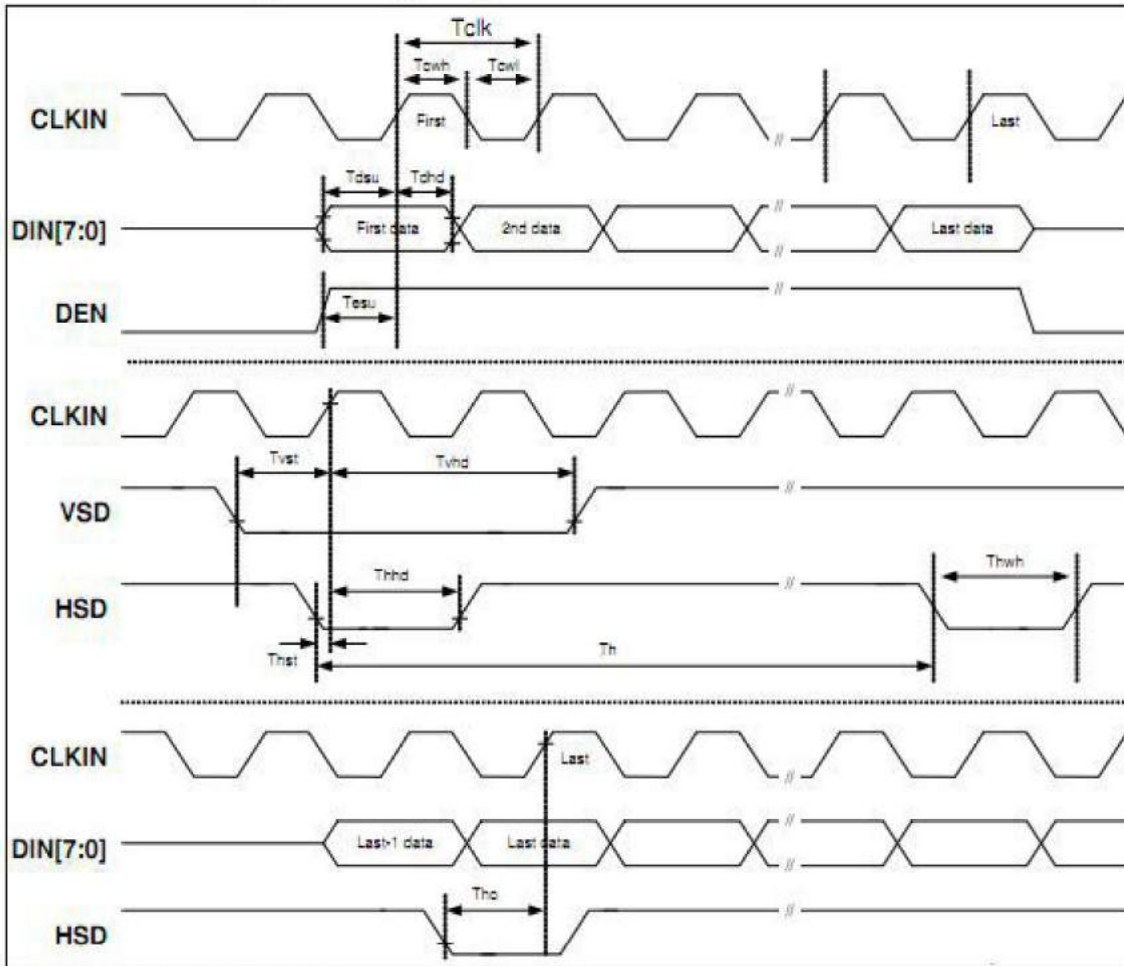 Tclk
Tcwh
Tcwl
CLKIN
First
Last
Tdsu
Tdhd
DIN[7:0]
First data
2nd data
Last data
DEN
Tesu
CLKIN
Tvst
Tvhd
VSD
Thhd
Thwh
HSD
Thst
Th
CLKIN
Last
DIN[7:0]
Last-1 data
Last data
Tho
HSD